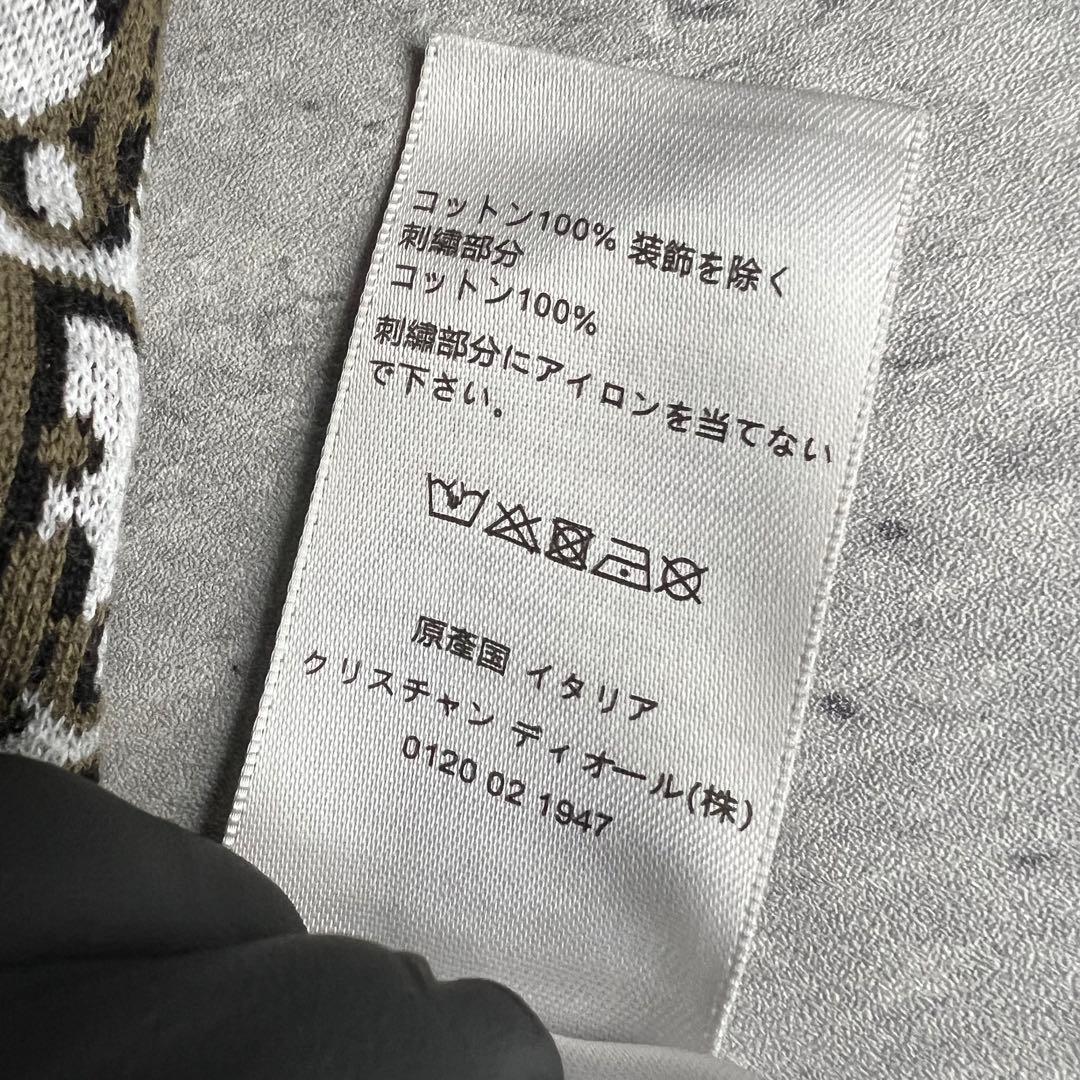 コットン100% 装飾を除く
刺繍部分
コットン100%
刺繍部分にアイロンを当てない
で下さい。
原産国 イタリア
クリスチャン ディオール(株)
0120 02 1947